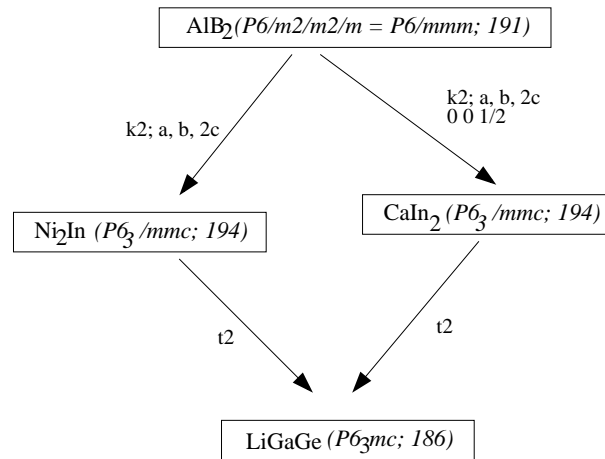 AlB₂(P6/m2/m2/m = P6/mmm; 191)
k2; a, b, 2c
0 0 1/2
k2; a, b, 2c
Ni₂In (P6₃ /mmc; 194)
CaIn₂ (P6₃ /mmc; 194)
t2
t2
LiGaGe (P6₃mc; 186)